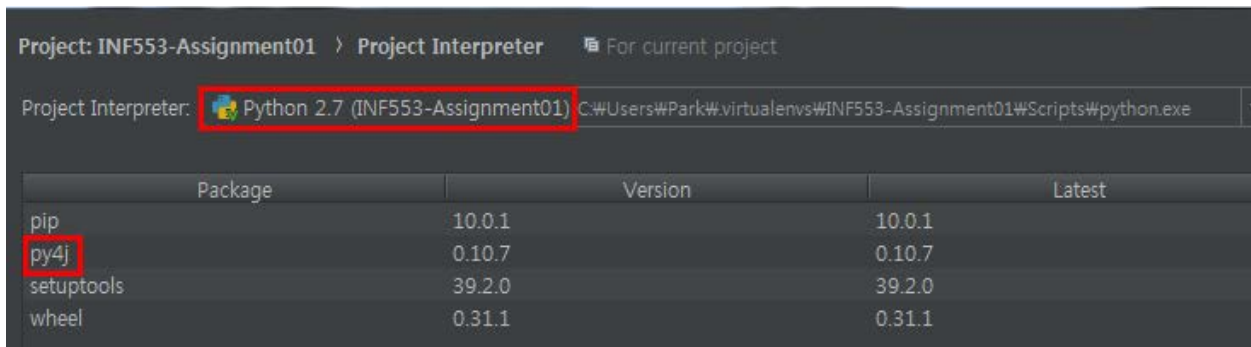 Project: INF553-Assignment01 › Project Interpreter For current project
Project Interpreter: Python 2.7 (INF553-Assignment01) C:₩Users₩Park₩.virtualenvs₩INF553-Assignment01₩Scripts₩python.exe
Package Version Latest
pip 10.0.1 10.0.1
py4j 0.10.7 0.10.7
setuptools 39.2.0 39.2.0
wheel 0.31.1 0.31.1